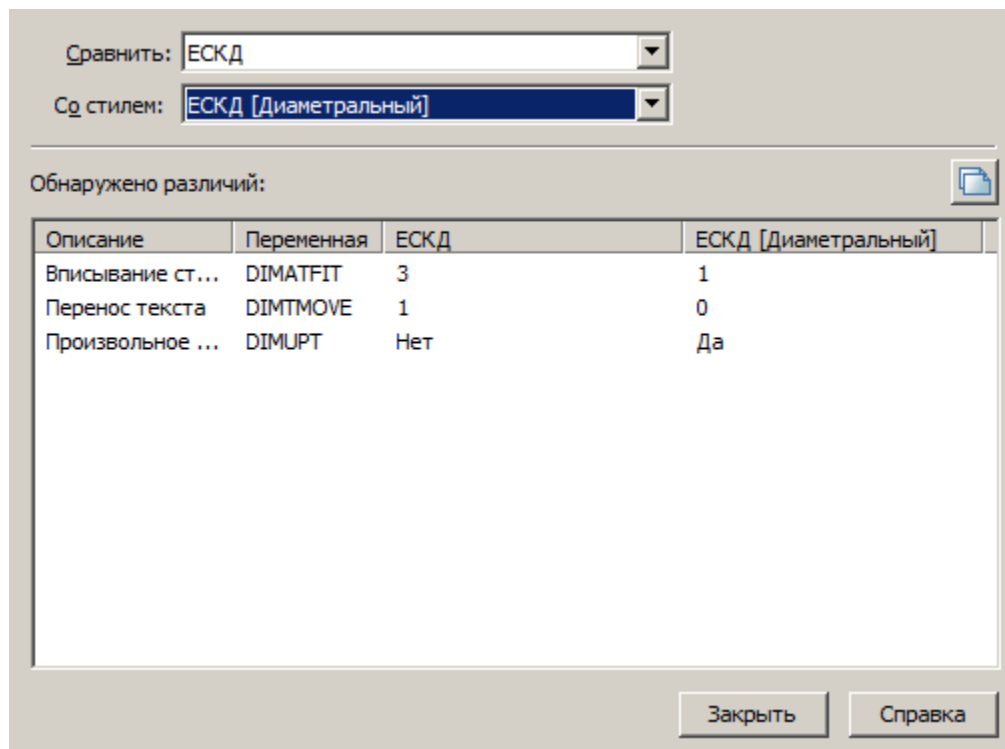 Сравнить: ЕСКД
Со стилем: ЕСКД [Диаметральный]
Обнаружено различий:
Описание Переменная ЕСКД ЕСКД [Диаметральный]
Вписывание ст... DIMATFIT 3 1
Перенос текста DIMTMOVE 1 0
Произвольное ... DIMUPT Нет Да
Закрыть Справка